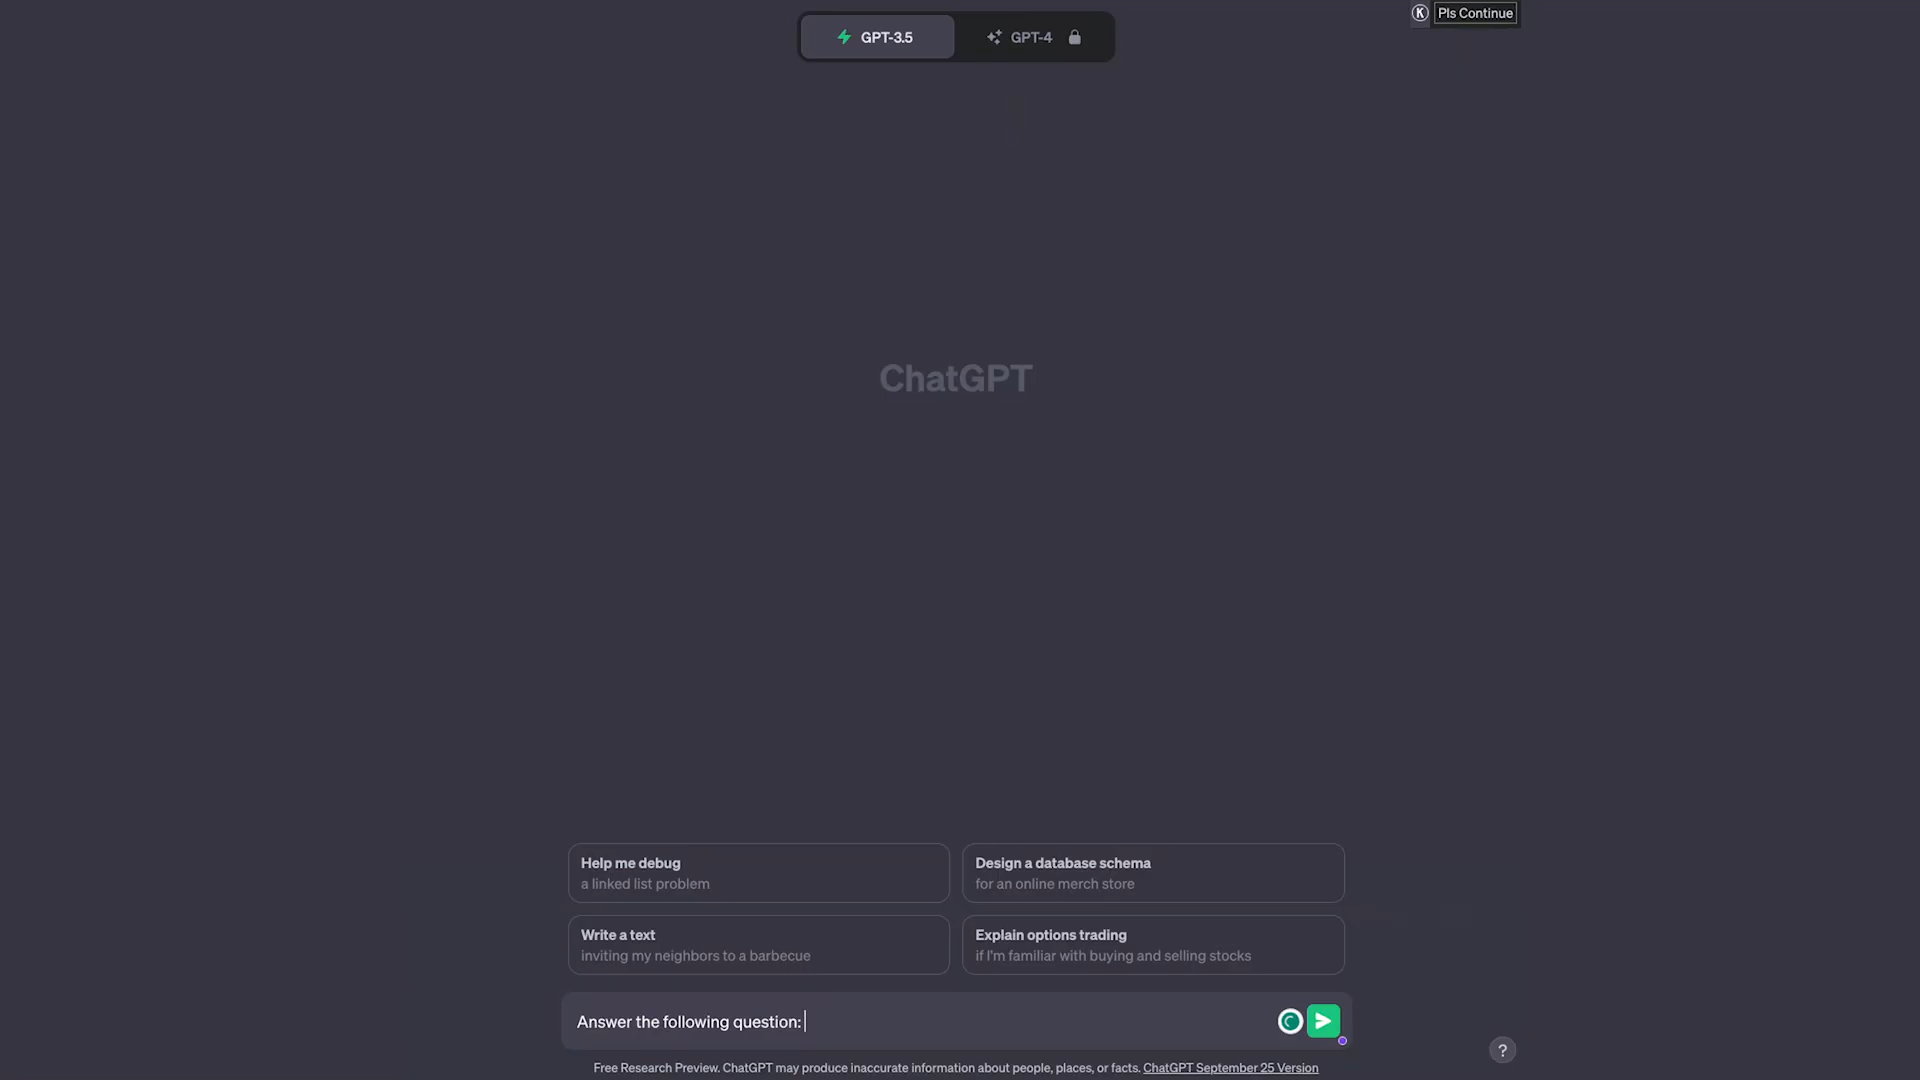 GPT-3.5
GPT-4
K Pls Continue
ChatGPT
Help me debug
a linked list problem
Design a database schema
for an online merch store
Write a text
inviting my neighbors to a barbecue
Explain options trading
if I'm familiar with buying and selling stocks
Answer the following question:
Free Research Preview. ChatGPT may produce inaccurate information about people, places, or facts. ChatGPT September 25 Version
?